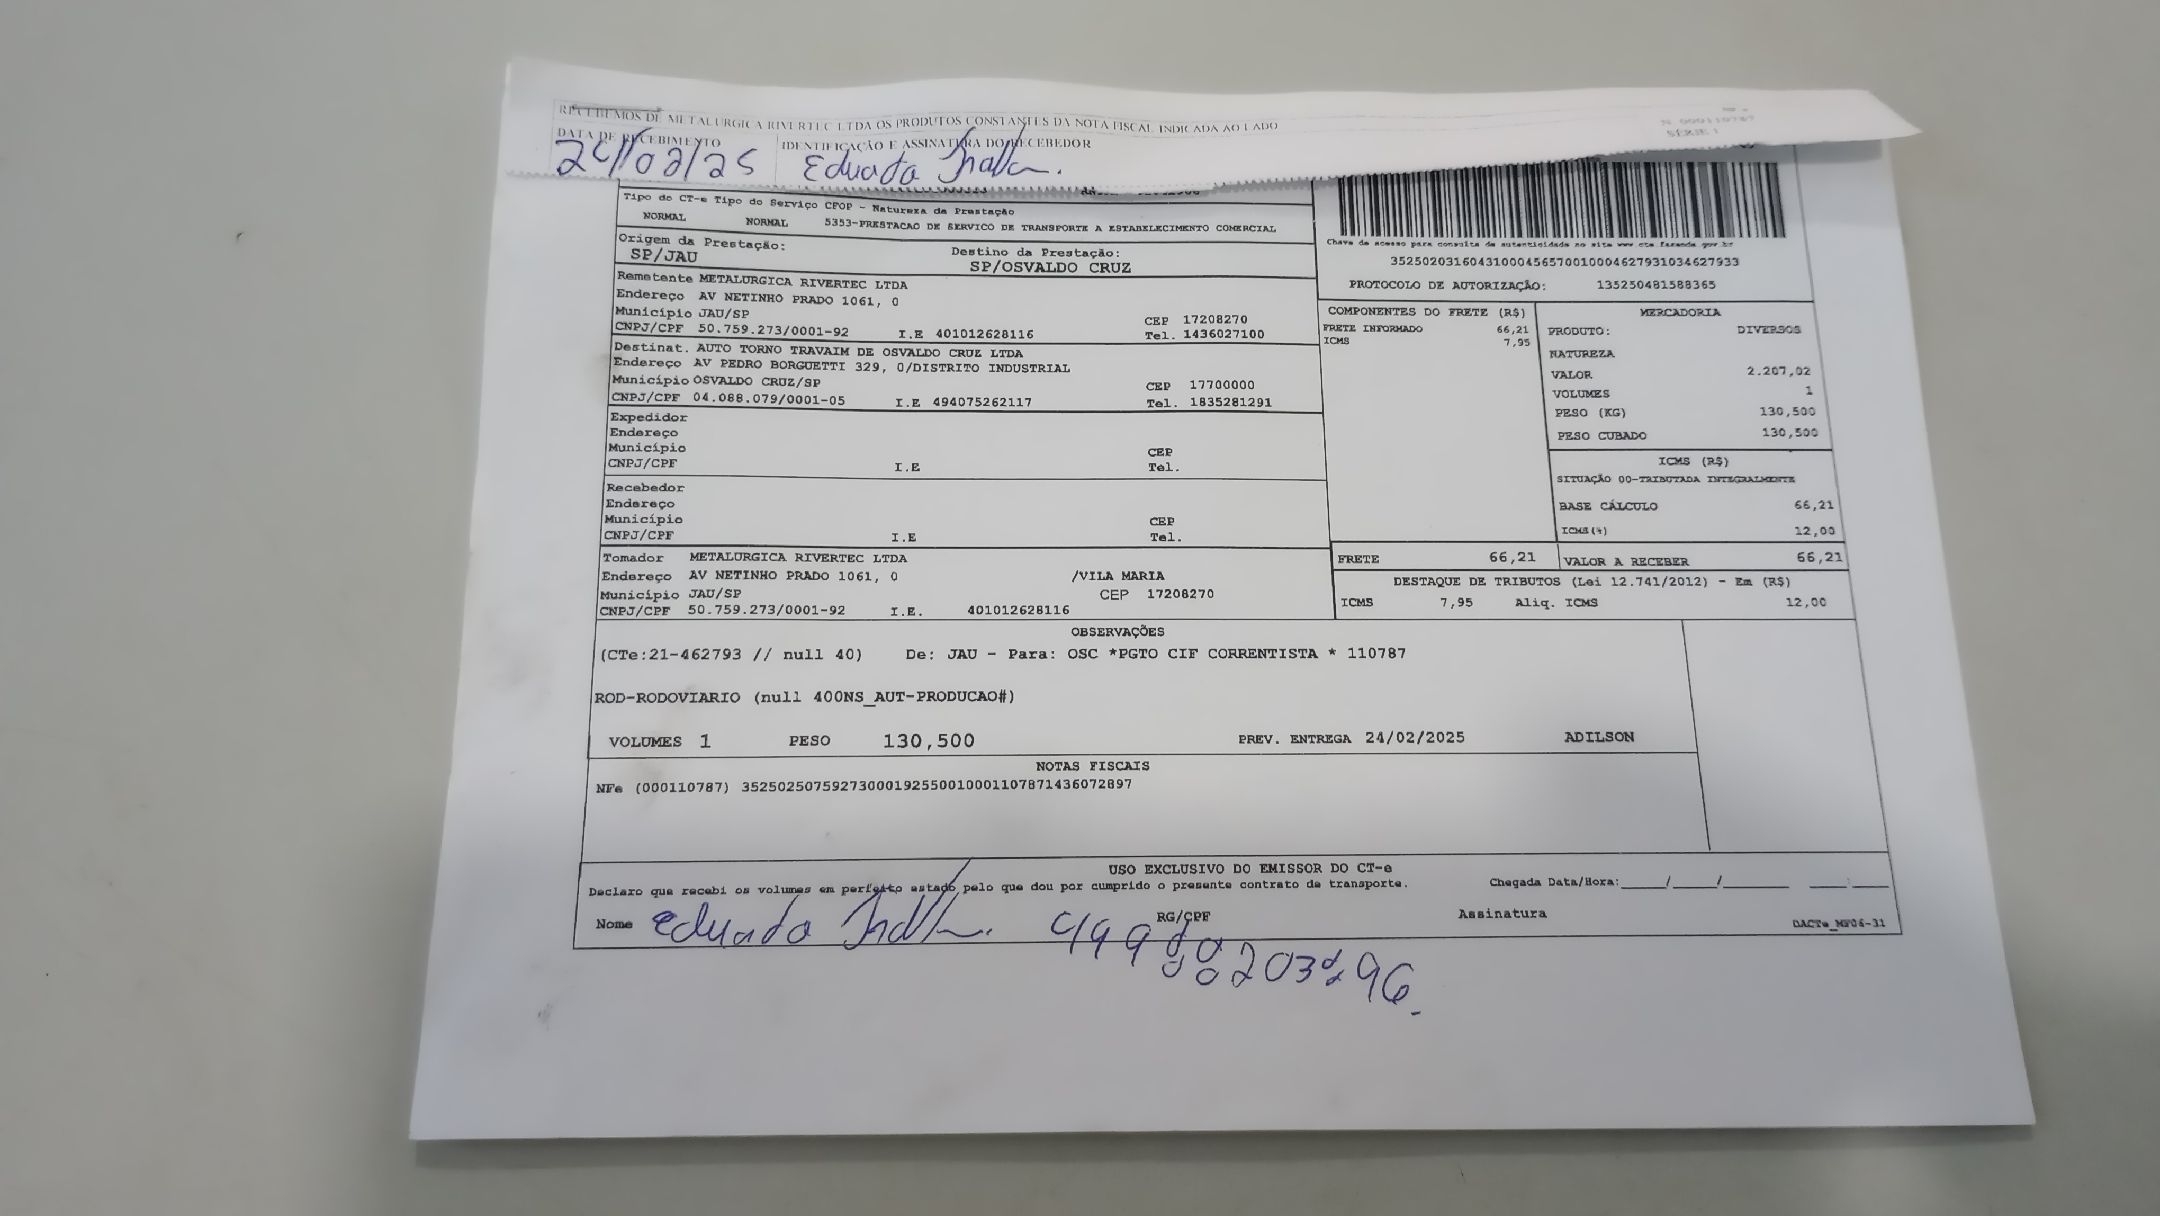 RECEBEMOS DE METALURGICA RIVERTEC LTDA OS PRODUTOS CONSTANTES DA NOTA FISCAL INDICADA AO LADO
N. 000110787
SÉRIE 1
DATA DE RECEBIMENTO IDENTIFICAÇÃO E ASSINATURA DO RECEBEDOR
24/02/25 Eduarda
Tipo do CT-e Tipo do Serviço CFOP - Natureza da Prestação
NORMAL NORMAL 5353-PRESTACAO DE SERVICO DE TRANSPORTE A ESTABELECIMENTO COMERCIAL
Origem da Prestação: Destino da Prestação:
SP/JAU SP/OSVALDO CRUZ
Chave de acesso para consulta de autenticidade no site www cte fazenda gov br
35250203160431000456570010004627931034627933
PROTOCOLO DE AUTORIZAÇÃO: 135250481588365
Remetente METALURGICA RIVERTEC LTDA
Endereço AV NETINHO PRADO 1061, 0
Município JAU/SP CEP 17208270
CNPJ/CPF 50.759.273/0001-92 I.E 401012628116 Tel. 1436027100
Destinat. AUTO TORNO TRAVAIM DE OSVALDO CRUZ LTDA
Endereço AV PEDRO BORGUETTI 329, 0/DISTRITO INDUSTRIAL
Município OSVALDO CRUZ/SP CEP 17700000
CNPJ/CPF 04.088.079/0001-05 I.E 494075262117 Tel. 1835281291
Expedidor
Endereço
Município CEP
CNPJ/CPF I.E Tel.
Recebedor
Endereço
Município CEP
CNPJ/CPF I.E Tel.
Tomador METALURGICA RIVERTEC LTDA
Endereço AV NETINHO PRADO 1061, 0 /VILA MARIA
Município JAU/SP CEP 17208270
CNPJ/CPF 50.759.273/0001-92 I.E. 401012628116
COMPONENTES DO FRETE (R$)
FRETE INFORMADO 66,21
ICMS 7,95
MERCADORIA
PRODUTO: DIVERSOS
NATUREZA
VALOR 2.207,02
VOLUMES 1
PESO (KG) 130,500
PESO CUBADO 130,500
ICMS (R$)
SITUAÇÃO 00-TRIBUTADA INTEGRALMENTE
BASE CÁLCULO 66,21
ICMS(%) 12,00
FRETE 66,21 VALOR A RECEBER 66,21
DESTAQUE DE TRIBUTOS (Lei 12.741/2012) - Em (R$)
ICMS 7,95 Aliq. ICMS 12,00
OBSERVAÇÕES
(CTe:21-462793 // null 40) De: JAU - Para: OSC *PGTO CIF CORRENTISTA * 110787
ROD-RODOVIARIO (null 400NS_AUT-PRODUCAO#)
VOLUMES 1 PESO 130,500 PREV. ENTREGA 24/02/2025 ADILSON
NOTAS FISCAIS
NFe (000110787) 35250250759273000192550010001107871436072897
USO EXCLUSIVO DO EMISSOR DO CT-e
Declaro que recebi os volumes em perfeito estado pelo que dou por cumprido o presente contrato de transporte. Chegada Data/Hora:____/____/______ ____:____
Nome Eduarda RG/CPF Assinatura
DACTe_MF06-31